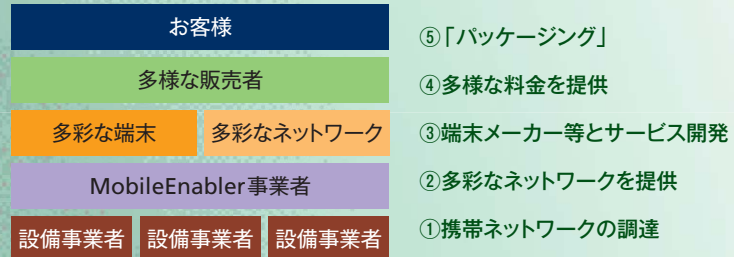 お客様
⑤「パッケージング」
多様な販売者
④多様な料金を提供
多彩な端末
多彩なネットワーク
③端末メーカー等とサービス開発
MobileEnabler事業者
②多彩なネットワークを提供
設備事業者
設備事業者
設備事業者
①携帯ネットワークの調達